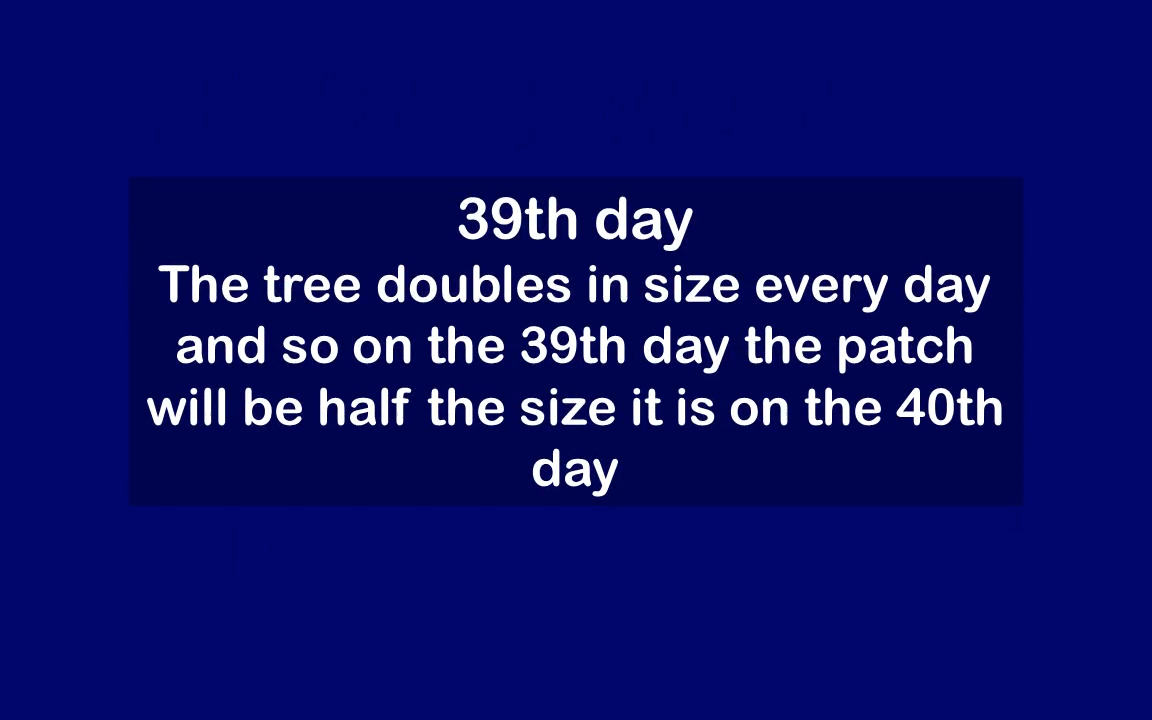 39th day
The tree doubles in size every day
and so on the 39th day the patch
will be half the size it is on the 40th
day